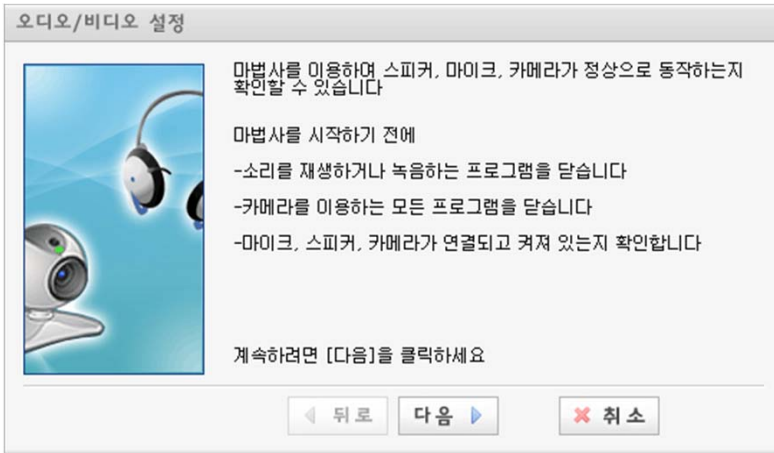 오디오/비디오 설정
마법사를 이용하여 스피커, 마이크, 카메라가 정상으로 동작하는지
확인할 수 있습니다
마법사를 시작하기 전에
-소리를 재생하거나 녹음하는 프로그램을 닫습니다
-카메라를 이용하는 모든 프로그램을 닫습니다
-마이크, 스피커, 카메라가 연결되고 켜져 있는지 확인합니다
계속하려면 [다음]을 클릭하세요
뒤로 다음 취소